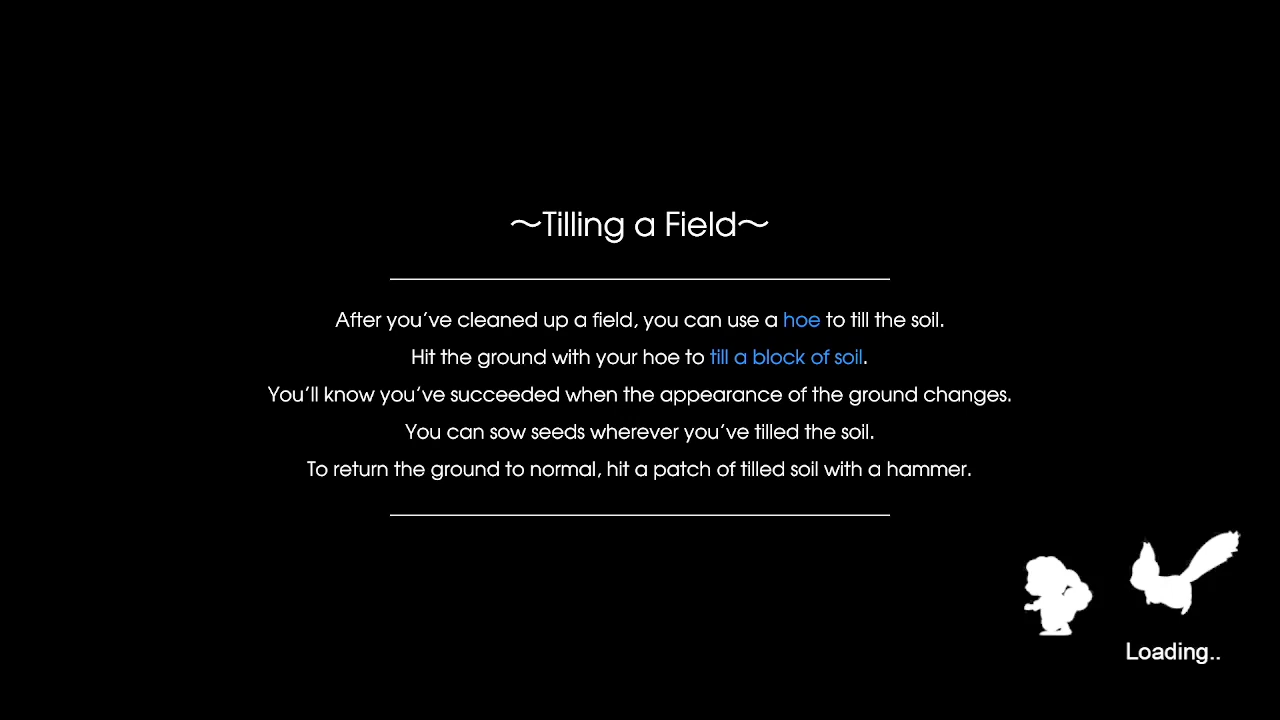 ～Tilling a Field～
After you've cleaned up a field, you can use a hoe to till the soil.
Hit the ground with your hoe to till a block of soil.
You'll know you've succeeded when the appearance of the ground changes.
You can sow seeds wherever you've tilled the soil.
To return the ground to normal, hit a patch of tilled soil with a hammer.
Loading..